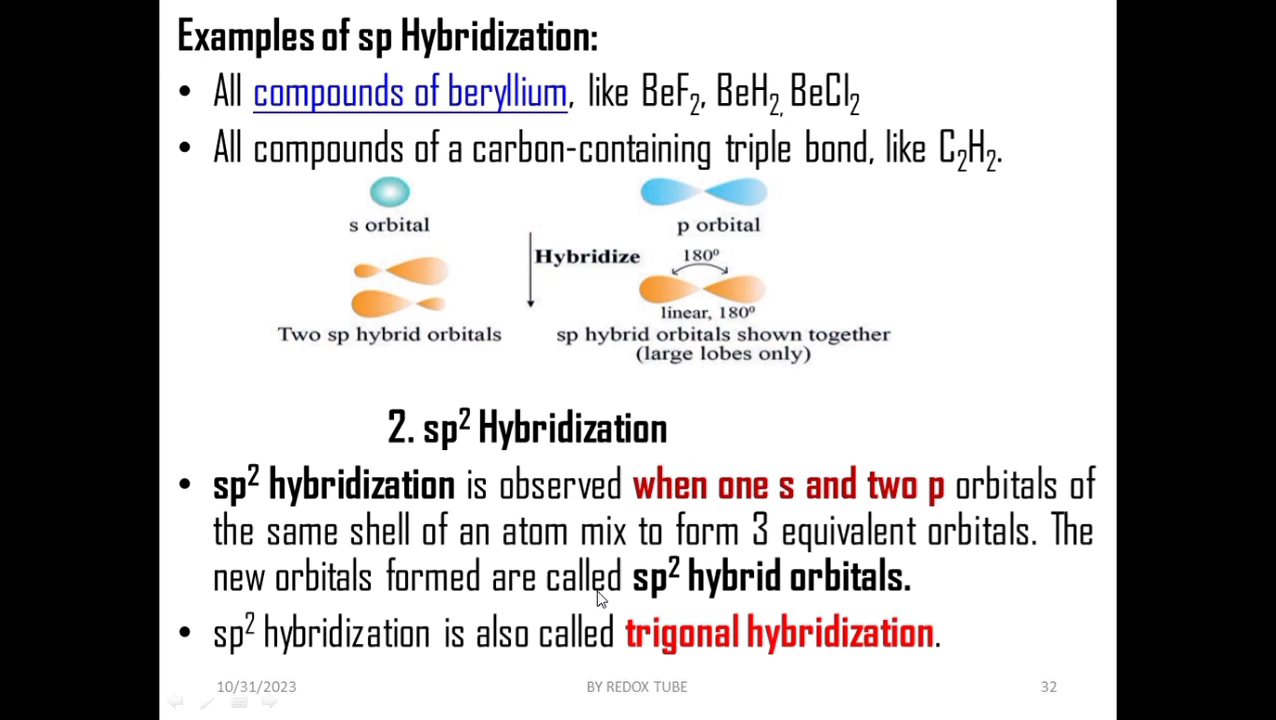 Examples of sp Hybridization:
• All compounds of beryllium, like BeF₂, BeH₂, BeCl₂
• All compounds of a carbon-containing triple bond, like C₂H₂.
s orbital p orbital
Hybridize 180⁰
linear, 180⁰
Two sp hybrid orbitals sp hybrid orbitals shown together
(large lobes only)
2. sp² Hybridization
• sp² hybridization is observed when one s and two p orbitals of
the same shell of an atom mix to form 3 equivalent orbitals. The
new orbitals formed are called sp² hybrid orbitals.
• sp² hybridization is also called trigonal hybridization.
10/31/2023 BY REDOX TUBE 32